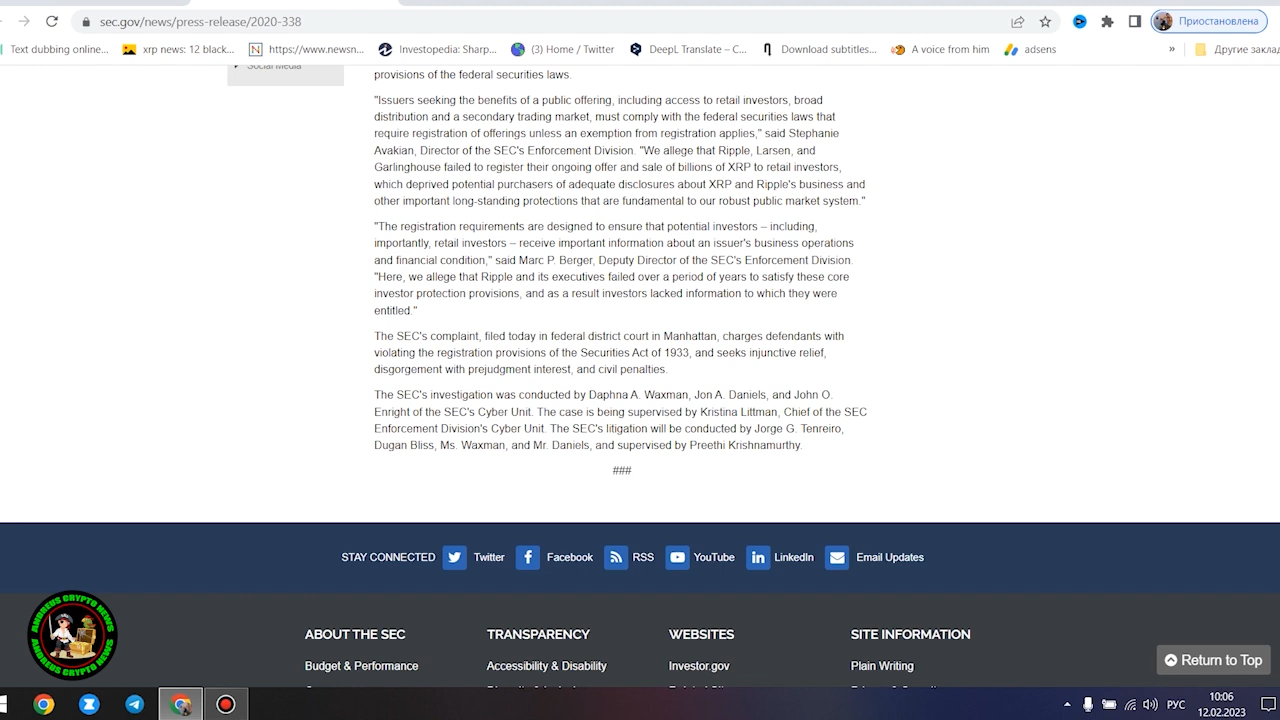 sec.gov/news/press-release/2020-338
Приостановлена
Text dubbing online...
xrp news: 12 black...
https://www.newsn...
Investopedia: Sharp...
(3) Home / Twitter
DeepL Translate – C...
Download subtitles...
A voice from him
adsens
»
Другие закла
Social Media
provisions of the federal securities laws.
"Issuers seeking the benefits of a public offering, including access to retail investors, broad
distribution and a secondary trading market, must comply with the federal securities laws that
require registration of offerings unless an exemption from registration applies," said Stephanie
Avakian, Director of the SEC's Enforcement Division. "We allege that Ripple, Larsen, and
Garlinghouse failed to register their ongoing offer and sale of billions of XRP to retail investors,
which deprived potential purchasers of adequate disclosures about XRP and Ripple's business and
other important long-standing protections that are fundamental to our robust public market system."
"The registration requirements are designed to ensure that potential investors – including,
importantly, retail investors – receive important information about an issuer's business operations
and financial condition," said Marc P. Berger, Deputy Director of the SEC's Enforcement Division.
"Here, we allege that Ripple and its executives failed over a period of years to satisfy these core
investor protection provisions, and as a result investors lacked information to which they were
entitled."
The SEC's complaint, filed today in federal district court in Manhattan, charges defendants with
violating the registration provisions of the Securities Act of 1933, and seeks injunctive relief,
disgorgement with prejudgment interest, and civil penalties.
The SEC's investigation was conducted by Daphna A. Waxman, Jon A. Daniels, and John O.
Enright of the SEC's Cyber Unit. The case is being supervised by Kristina Littman, Chief of the SEC
Enforcement Division's Cyber Unit. The SEC's litigation will be conducted by Jorge G. Tenreiro,
Dugan Bliss, Ms. Waxman, and Mr. Daniels, and supervised by Preethi Krishnamurthy.
###
STAY CONNECTED
Twitter
Facebook
RSS
YouTube
LinkedIn
Email Updates
ANDREUS CRYPTO NEWS
ANDREUS CRYPTO NEWS
ABOUT THE SEC
TRANSPARENCY
WEBSITES
SITE INFORMATION
Budget & Performance
Accessibility & Disability
Investor.gov
Plain Writing
Return to Top
РУС
10:06
12.02.2023